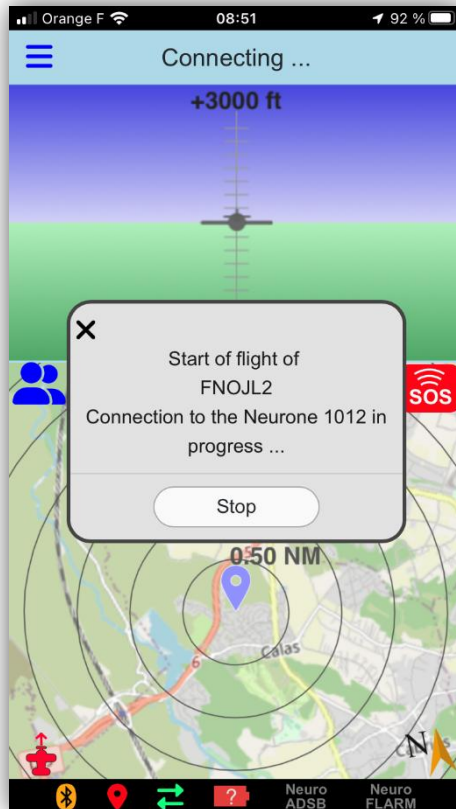 Orange F
08:51
92 %
Connecting ...
+3000 ft
Start of flight of
FNOJL2
Connection to the Neurone 1012 in
progress ...
SOS
Stop
0.50 NM
Calas
6
N
?
Neuro
ADSB
Neuro
FLARM